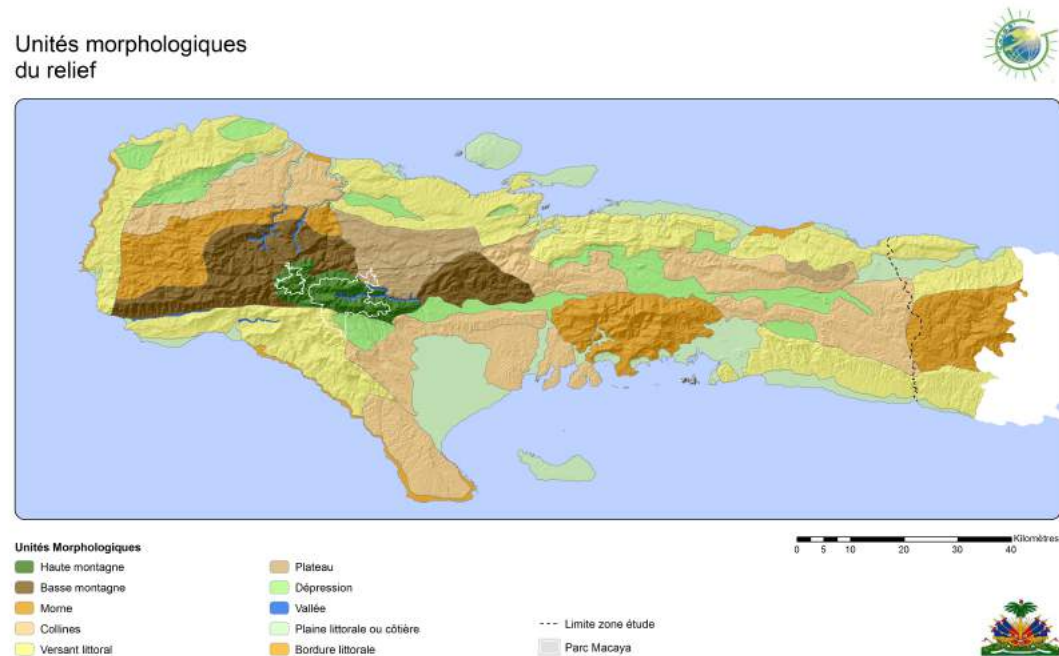 Unités morphologiques
du relief
Kilomètres
0 5 10 20 30 40
Unités Morphologiques
Haute montagne
Basse montagne
Morne
Collines
Versant littoral
Plateau
Dépression
Vallée
Plaine littorale ou côtière
Bordure littorale
Limite zone étude
Parc Macaya